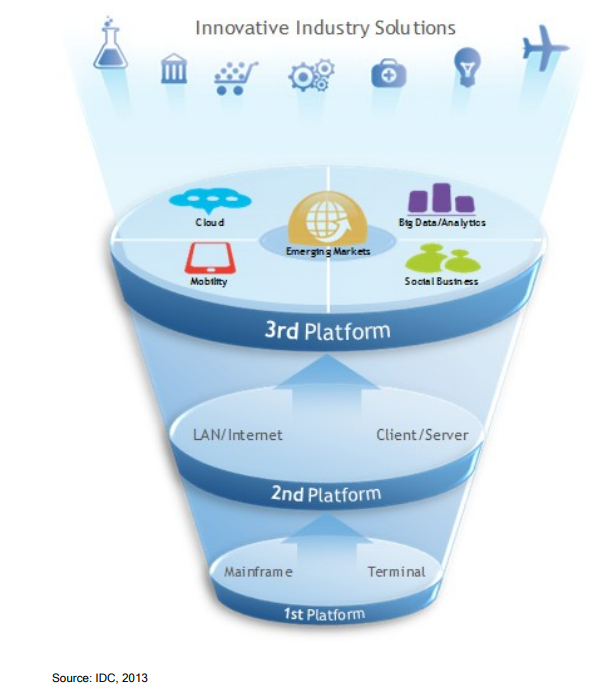 Innovative Industry Solutions
Cloud
Big Data/Analytics
Emerging Markets
Mobility
Social Business
3rd Platform
LAN/Internet
Client/Server
2nd Platform
Mainframe
Terminal
1st Platform
Source: IDC, 2013